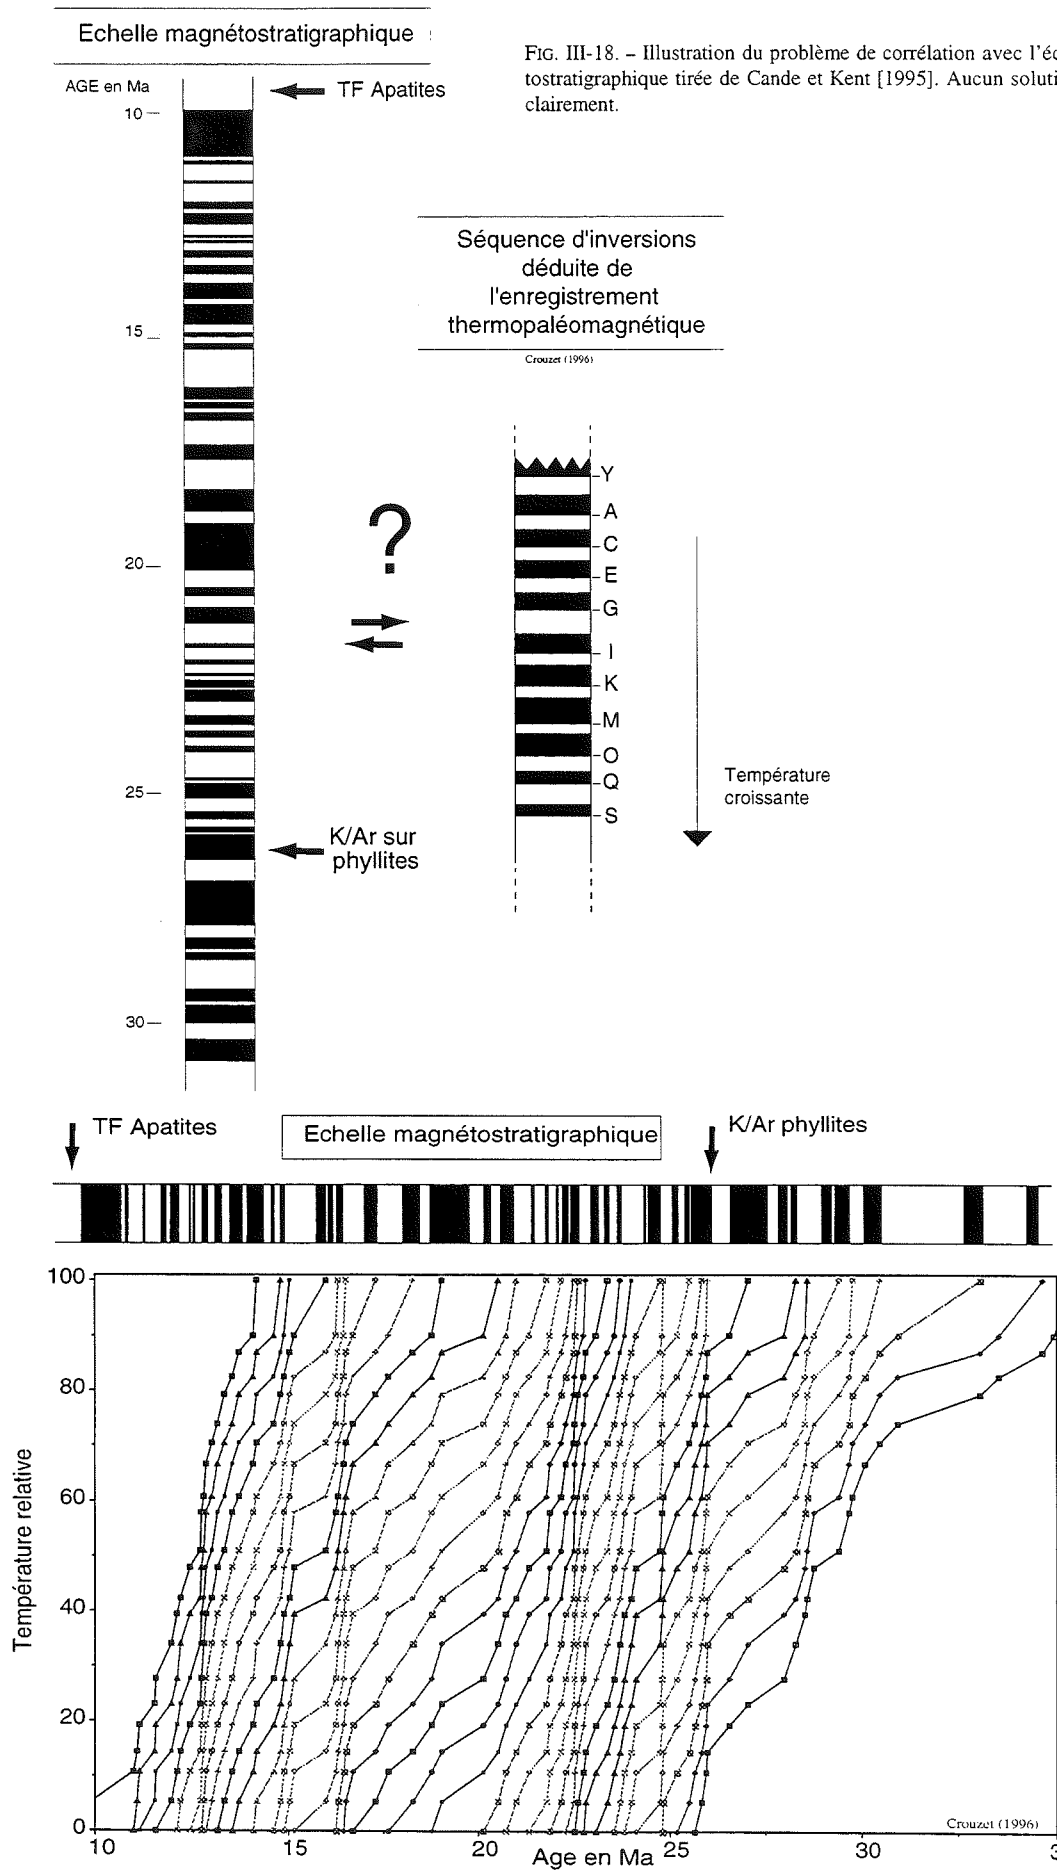 Echelle magnétostratigraphique
FIG. III-18. – Illustration du problème de corrélation avec l'éc
tostratigraphique tirée de Cande et Kent [1995]. Aucun soluti
clairement.
AGE en Ma
TF Apatites
10
15
20
25
30
K/Ar sur
phyllites
?
Séquence d'inversions
déduite de
l'enregistrement
thermopaléomagnétique
Crouzet (1996)
Y
A
C
E
G
I
K
M
O
Q
S
Température
croissante
TF Apatites
Echelle magnétostratigraphique
K/Ar phyllites
Température relative
100
80
60
40
20
0
10
15
20
25
30
3
Age en Ma
Crouzet (1996)